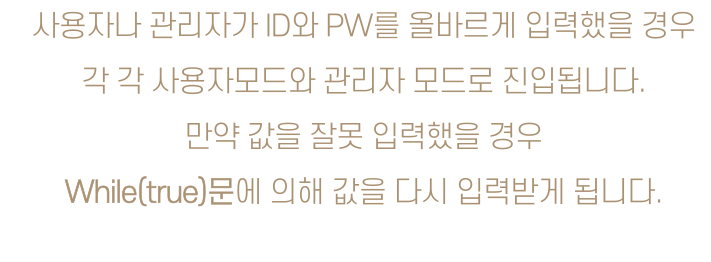 사용자나 관리자가 ID와 PW를 올바르게 입력했을 경우
각 각 사용자모드와 관리자 모드로 진입됩니다.
만약 값을 잘못 입력했을 경우
While(true)문에 의해 값을 다시 입력받게 됩니다.